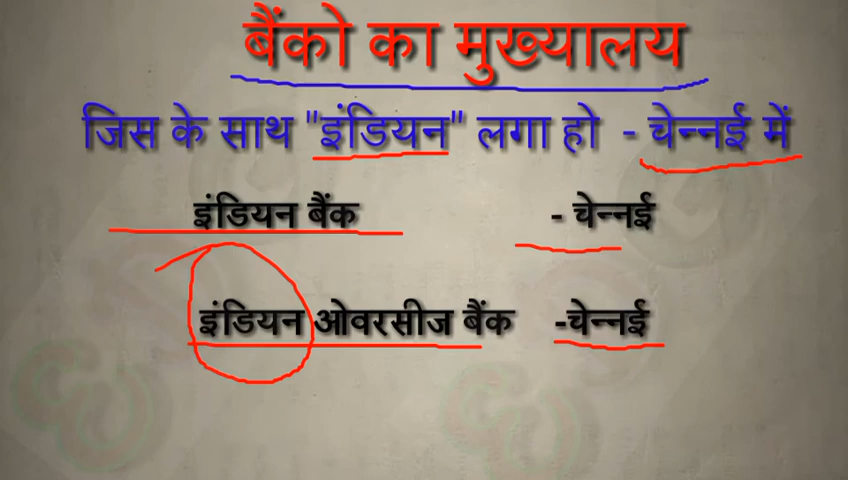 बैंको का मुख्यालय
जिस के साथ "इंडियन" लगा हो - चेन्नई में
इंडियन बैंक - चेन्नई
इंडियन ओवरसीज बैंक -चेन्नई